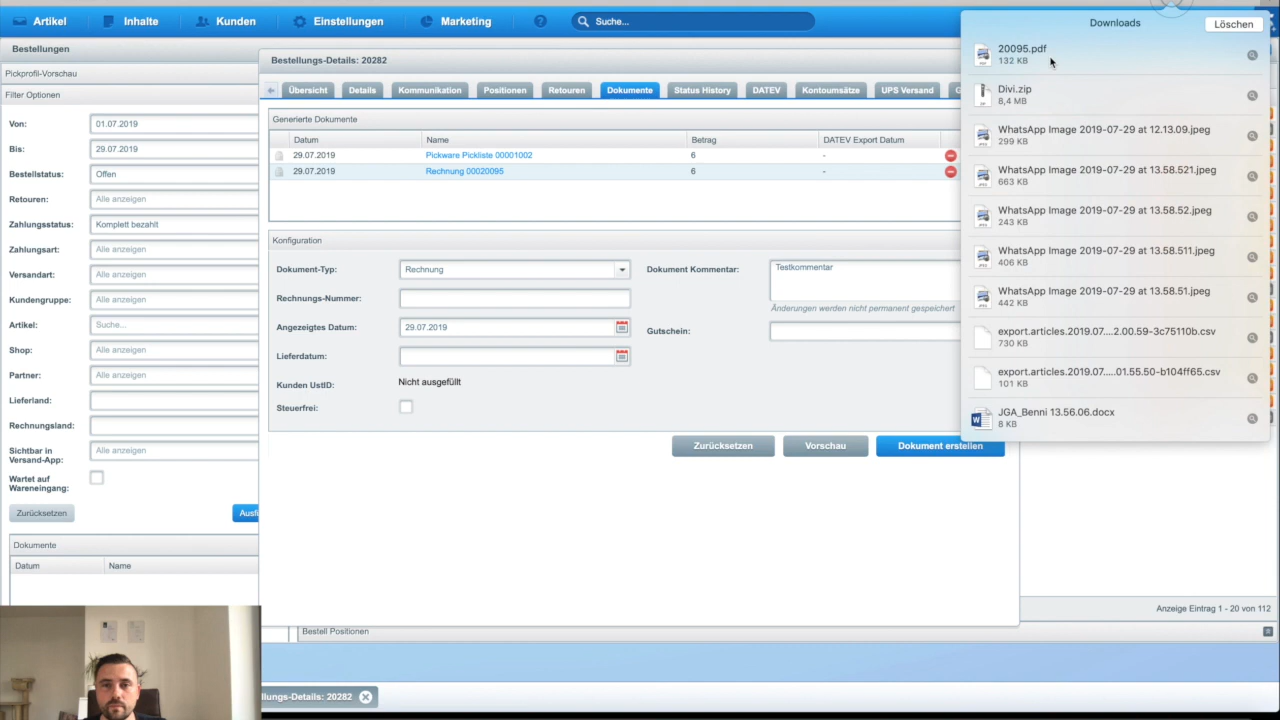 Artikel Inhalte Kunden Einstellungen Marketing Suche...
Bestellungen
Pickprofil-Vorschau
Filter Optionen
Von: 01.07.2019
Bis: 29.07.2019
Bestellstatus: Offen
Retouren: Alle anzeigen
Zahlungsstatus: Komplett bezahlt
Zahlungsart: Alle anzeigen
Versandart: Alle anzeigen
Kundengruppe: Alle anzeigen
Artikel: Suche...
Shop: Alle anzeigen
Partner: Alle anzeigen
Lieferland:
Rechnungsland:
Sichtbar in
Versand-App: Alle anzeigen
Wartet auf
Wareneingang:
Zurücksetzen
Dokumente
Datum Name
Bestellungs-Details: 20282
Übersicht Details Kommunikation Positionen Retouren Dokumente Status History DATEV Kontoumsätze UPS Versand
Generierte Dokumente
Datum Name Betrag DATEV Export Datum
29.07.2019 Pickware Pickliste 00001002 6 -
29.07.2019 Rechnung 00020095 6 -
Konfiguration
Dokument-Typ: Rechnung
Rechnungs-Nummer:
Angezeigtes Datum: 29.07.2019
Lieferdatum:
Kunden UstID: Nicht ausgefüllt
Steuerfrei:
Dokument Kommentar: Testkommentar
Änderungen werden nicht permanent gespeichert
Gutschein:
Zurücksetzen Vorschau Dokument erstellen
Downloads Löschen
20095.pdf
132 KB
Divi.zip
8,4 MB
WhatsApp Image 2019-07-29 at 12.13.09.jpeg
299 KB
WhatsApp Image 2019-07-29 at 13.58.521.jpeg
663 KB
WhatsApp Image 2019-07-29 at 13.58.52.jpeg
243 KB
WhatsApp Image 2019-07-29 at 13.58.511.jpeg
406 KB
WhatsApp Image 2019-07-29 at 13.58.51.jpeg
442 KB
export.articles.2019.07....2.00.59-3c75110b.csv
730 KB
export.articles.2019.07.....01.55.50-b104ff65.csv
101 KB
JGA_Benni 13.56.06.docx
8 KB
Anzeige Eintrag 1 - 20 von 112
Bestell Positionen
llungs-Details: 20282